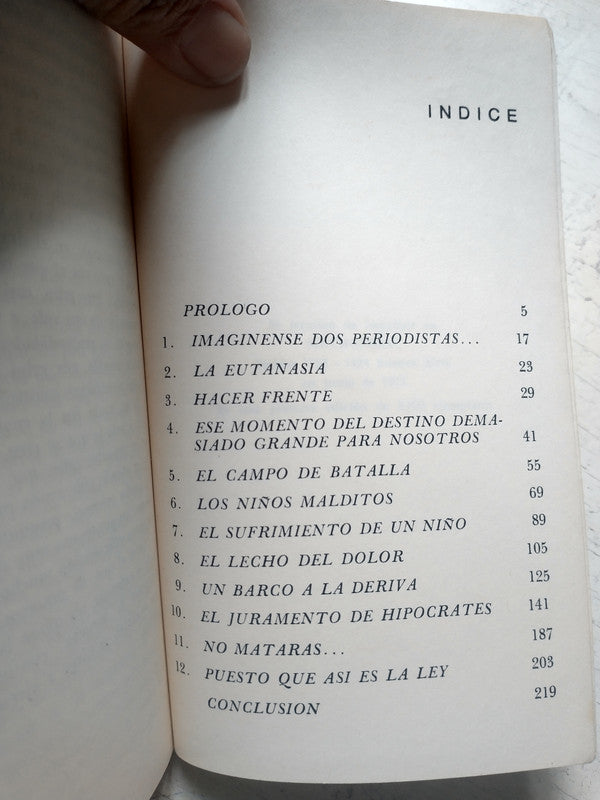 INDICE
PROLOGO 5
1. IMAGINENSE DOS PERIODISTAS... 17
2. LA EUTANASIA 23
3. HACER FRENTE 29
4. ESE MOMENTO DEL DESTINO DEMA-
SIADO GRANDE PARA NOSOTROS 41
5. EL CAMPO DE BATALLA 55
6. LOS NIÑOS MALDITOS 69
7. EL SUFRIMIENTO DE UN NIÑO 89
8. EL LECHO DEL DOLOR 105
9. UN BARCO A LA DERIVA 125
10. EL JURAMENTO DE HIPOCRATES 141
11. NO MATARAS... 187
12. PUESTO QUE ASI ES LA LEY 203
CONCLUSION 219